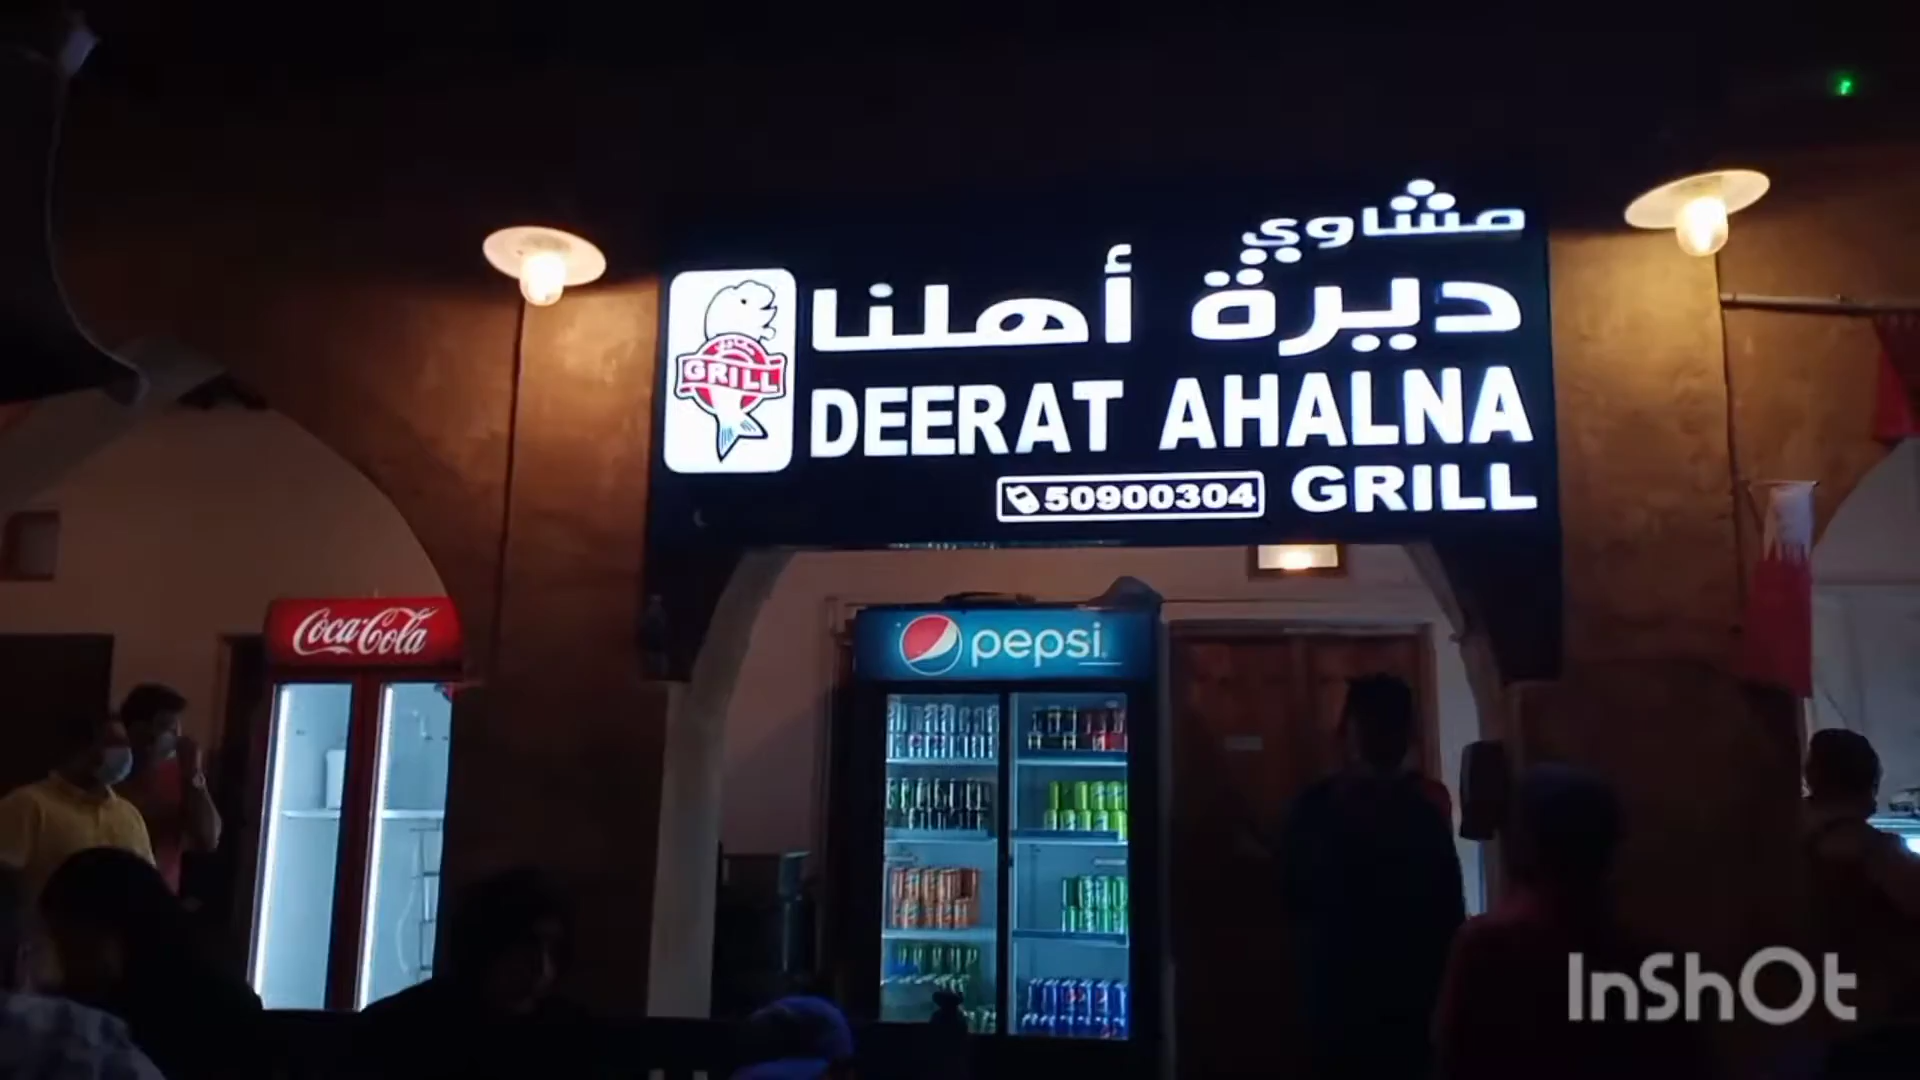 مشاوي
ديرة أهلنا
DEERAT AHALNA
GRILL
50900304
GRILL
Coca-Cola
pepsi
InShOt